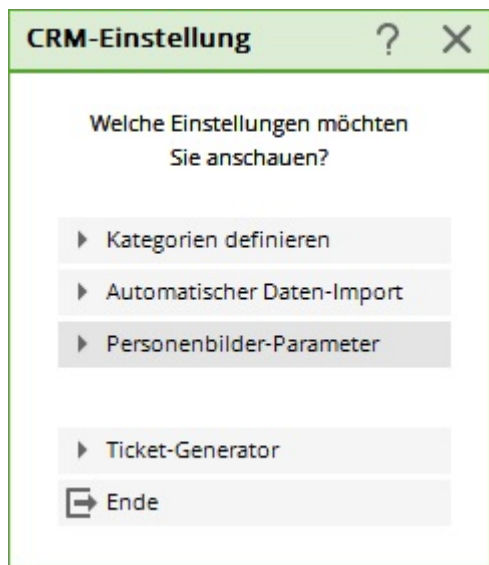 CRM-Einstellung ?
Welche Einstellungen möchten
Sie anschauen?
Kategorien definieren
Automatischer Daten-Import
Personenbilder-Parameter
Ticket-Generator
Ende